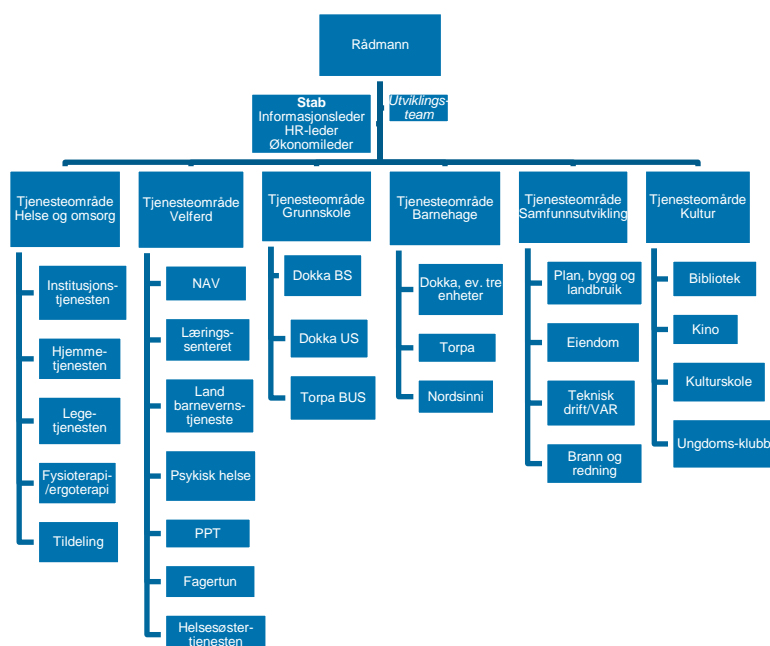 Rådmann
Stab
Informasjonsleder
HR-leder
Økonomileder
Utviklings-
team
Tjenesteområde
Helse og omsorg
Institusjons-
tjenesten
Hjemme-
tjenesten
Lege-
tjenesten
Fysioterapi-
/ergoterapi
Tildeling
Tjenesteområde
Velferd
NAV
Lærings-
senteret
Land
barneverns-
tjeneste
Psykisk helse
PPT
Fagertun
Helsesøster-
tjenesten
Tjenesteområde
Grunnskole
Dokka BS
Dokka US
Torpa BUS
Tjenesteområde
Barnehage
Dokka, ev. tre
enheter
Torpa
Nordsinni
Tjenesteområde
Samfunnsutvikling
Plan, bygg og
landbruik
Eiendom
Teknisk
drift/VAR
Brann og
redning
Tjenesteomårde
Kultur
Bibliotek
Kino
Kulturskole
Ungdoms-klubb